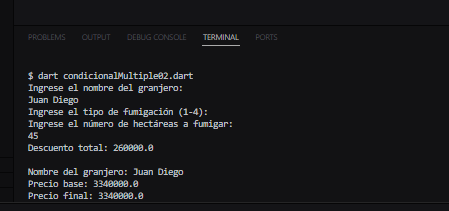 PROBLEMS OUTPUT DEBUG CONSOLE TERMINAL PORTS
$ dart condicionalMultiple02.dart
Ingrese el nombre del granjero:
Juan Diego
Ingrese el tipo de fumigación (1-4):
Ingrese el número de hectáreas a fumigar:
45
Descuento total: 260000.0
Nombre del granjero: Juan Diego
Precio base: 3340000.0
Precio final: 3340000.0